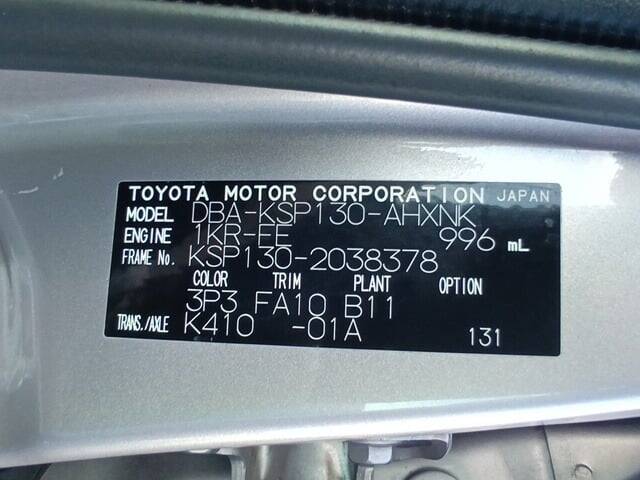 TOYOTA MOTOR CORPORATION JAPAN
MODEL DBA-KSP130-AHXNK
ENGINE 1KR-FE 996 mL
FRAME No. KSP130-2038378
COLOR TRIM PLANT OPTION
3P3 FA10 B11
TRANS./AXLE K410 -01A 131